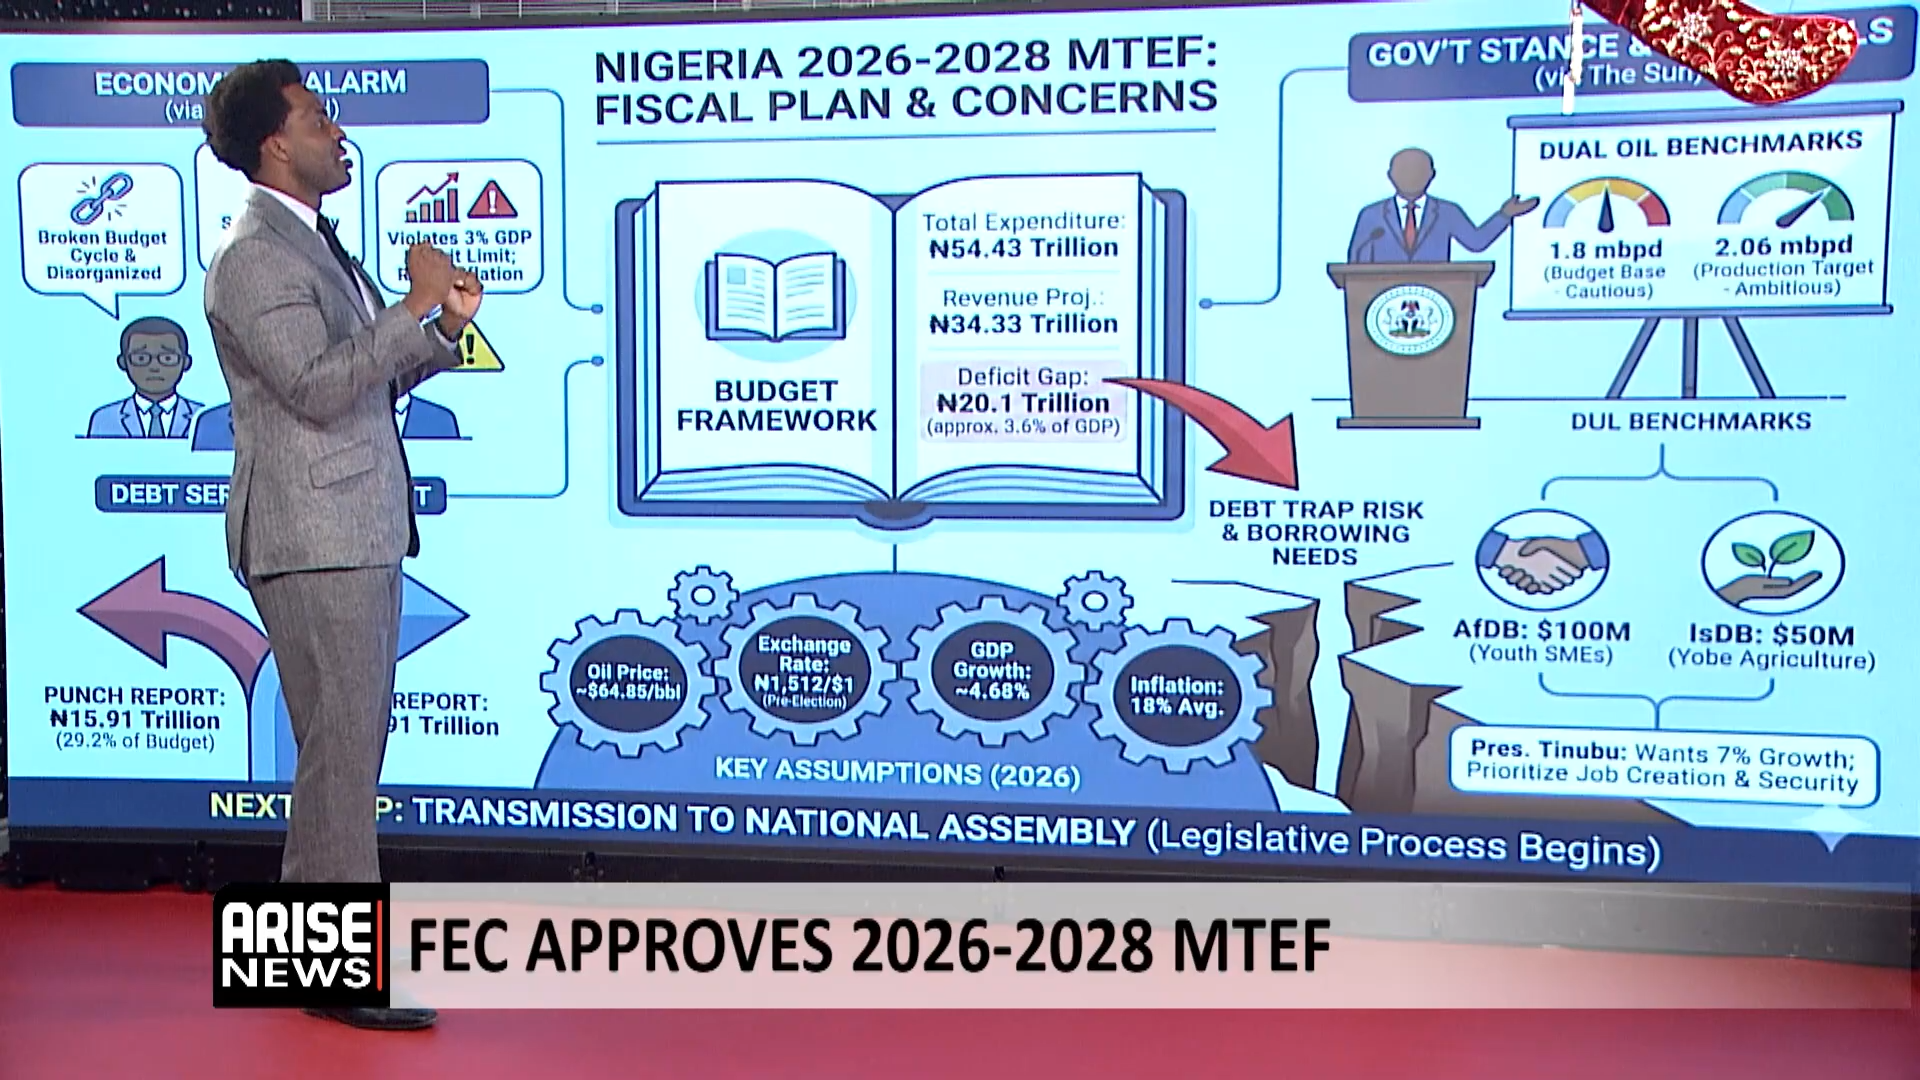 NIGERIA 2026-2028 MTEF:
FISCAL PLAN & CONCERNS
ALARM
(via
Broken Budget
Cycle &
Disorganized
Violates 3% GDP
Limit;
DEBT
PUNCH REPORT:
₦15.91 Trillion
(29.2% of Budget)
REPORT:
91 Trillion
BUDGET
FRAMEWORK
Total Expenditure:
₦54.43 Trillion
Revenue Proj.:
₦34.33 Trillion
Deficit Gap:
₦20.1 Trillion
(approx. 3.6% of GDP)
DEBT TRAP RISK
& BORROWING
NEEDS
Oil Price:
~$64.85/bbl
Exchange
Rate:
₦1,512/$1
(Pre-Election)
GDP
Growth:
~4.68%
Inflation:
18% Avg.
KEY ASSUMPTIONS (2026)
GOV'T STANCE &
(via The Sun)
DUAL OIL BENCHMARKS
1.8 mbpd
(Budget Base
- Cautious)
2.06 mbpd
(Production Target
- Ambitious)
DUL BENCHMARKS
AfDB: $100M
(Youth SMEs)
IsDB: $50M
(Yobe Agriculture)
Pres. Tinubu: Wants 7% Growth;
Prioritize Job Creation & Security
NEXT P: TRANSMISSION TO NATIONAL ASSEMBLY (Legislative Process Begins)
ARISE
NEWS
FEC APPROVES 2026-2028 MTEF